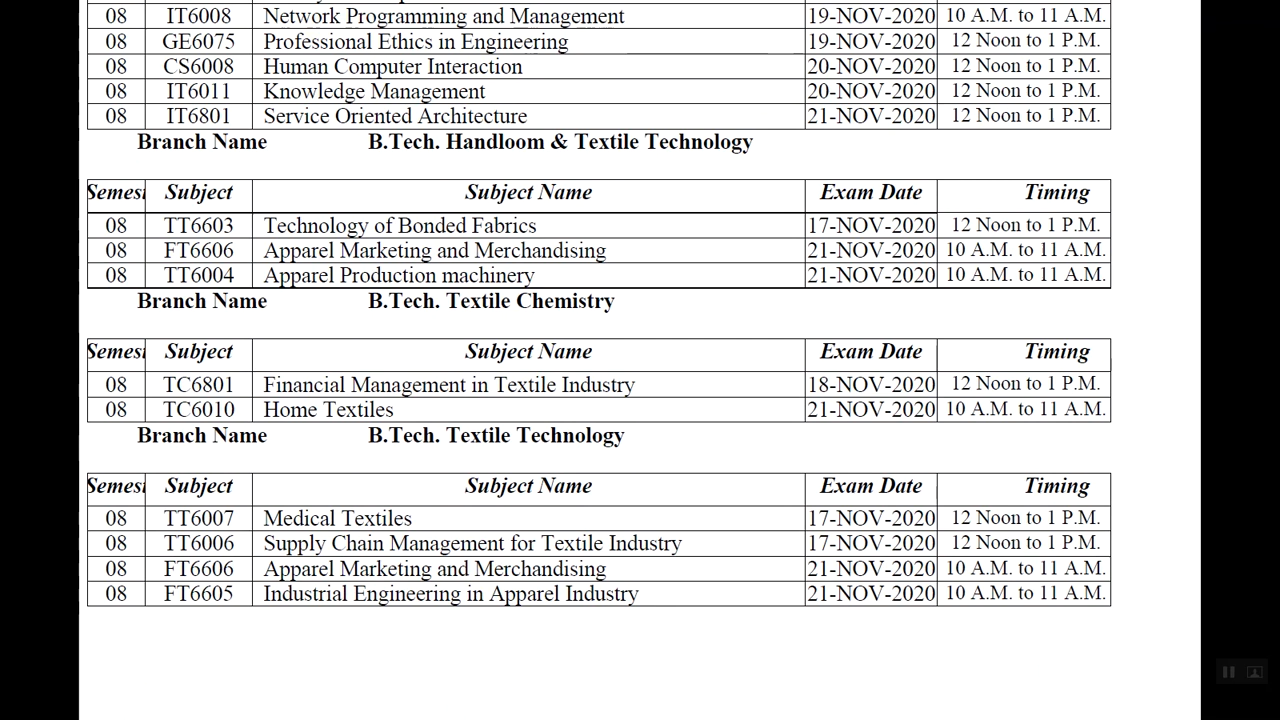 08 IT6008 Network Programming and Management 19-NOV-2020 10 A.M. to 11 A.M.
08 GE6075 Professional Ethics in Engineering 19-NOV-2020 12 Noon to 1 P.M.
08 CS6008 Human Computer Interaction 20-NOV-2020 12 Noon to 1 P.M.
08 IT6011 Knowledge Management 20-NOV-2020 12 Noon to 1 P.M.
08 IT6801 Service Oriented Architecture 21-NOV-2020 12 Noon to 1 P.M.
Branch Name B.Tech. Handloom & Textile Technology
Semest Subject Subject Name Exam Date Timing
08 TT6603 Technology of Bonded Fabrics 17-NOV-2020 12 Noon to 1 P.M.
08 FT6606 Apparel Marketing and Merchandising 21-NOV-2020 10 A.M. to 11 A.M.
08 TT6004 Apparel Production machinery 21-NOV-2020 10 A.M. to 11 A.M.
Branch Name B.Tech. Textile Chemistry
Semest Subject Subject Name Exam Date Timing
08 TC6801 Financial Management in Textile Industry 18-NOV-2020 12 Noon to 1 P.M.
08 TC6010 Home Textiles 21-NOV-2020 10 A.M. to 11 A.M.
Branch Name B.Tech. Textile Technology
Semest Subject Subject Name Exam Date Timing
08 TT6007 Medical Textiles 17-NOV-2020 12 Noon to 1 P.M.
08 TT6006 Supply Chain Management for Textile Industry 17-NOV-2020 12 Noon to 1 P.M.
08 FT6606 Apparel Marketing and Merchandising 21-NOV-2020 10 A.M. to 11 A.M.
08 FT6605 Industrial Engineering in Apparel Industry 21-NOV-2020 10 A.M. to 11 A.M.